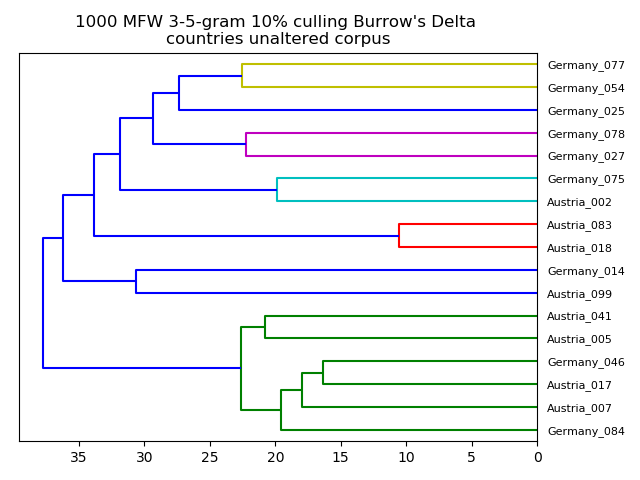 1000 MFW 3-5-gram 10% culling Burrow's Delta
countries unaltered corpus
Germany_077
Germany_054
Germany_025
Germany_078
Germany_027
Germany_075
Austria_002
Austria_083
Austria_018
Germany_014
Austria_099
Austria_041
Austria_005
Germany_046
Austria_017
Austria_007
Germany_084
35 30 25 20 15 10 5 0